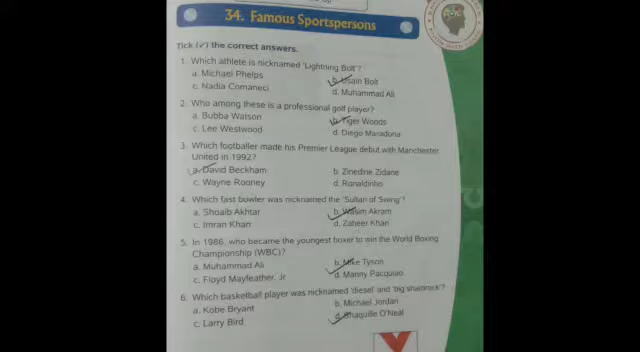 34. Famous Sportspersons
Tick (✓) the correct answers.
1. Which athlete is nicknamed 'Lightning Bolt'?
a. Michael Phelps
b. Usain Bolt
c. Nadia Comaneci
d. Muhammad Ali
2. Who among these is a professional golf player?
a. Bubba Watson
b. Tiger Woods
c. Lee Westwood
d. Diego Maradona
3. Which footballer made his Premier League debut with Manchester
United in 1992?
a. David Beckham
b. Zinedine Zidane
c. Wayne Rooney
d. Ronaldinho
4. Which fast bowler was nicknamed the 'Sultan of Swing'?
a. Shoaib Akhtar
b. Wasim Akram
c. Imran Khan
d. Zaheer Khan
5. In 1986, who became the youngest boxer to win the World Boxing
Championship (WBC)?
a. Muhammad Ali
b. Mike Tyson
c. Floyd Mayfeather, Jr
d. Manny Pacquiao
6. Which basketball player was nicknamed 'diesel' and 'big shamrock'?
a. Kobe Bryant
b. Michael Jordan
c. Larry Bird
d. Shaquille O'Neal